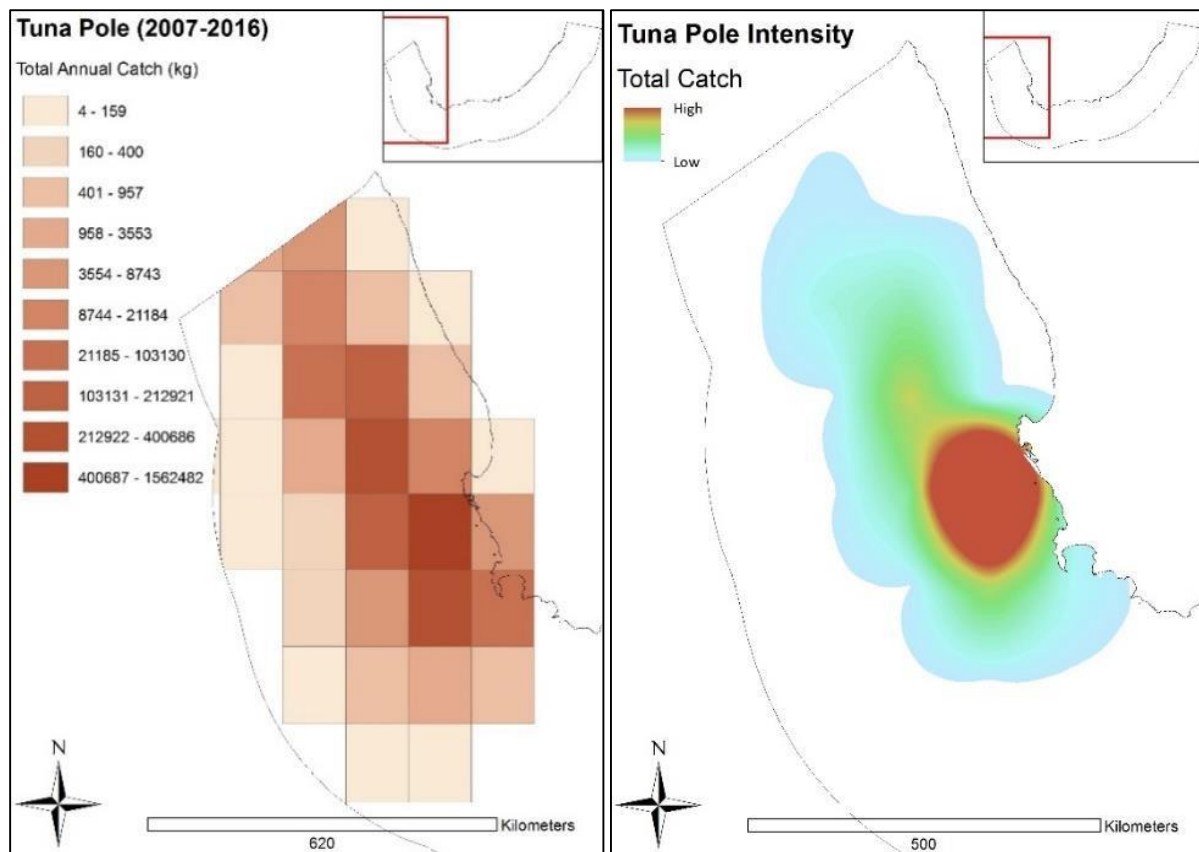 Tuna Pole (2007-2016)
Total Annual Catch (kg)
4 - 159
160 - 400
401 - 957
958 - 3553
3554 - 8743
8744 - 21184
21185 - 103130
103131 - 212921
212922 - 400686
400687 - 1562482
N
Kilometers
620
Tuna Pole Intensity
Total Catch
High
Low
N
Kilometers
500